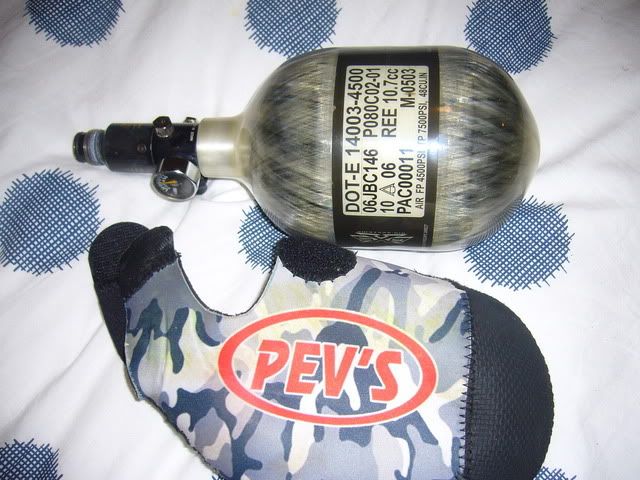 DOT-E 14003-4500
06JBC146 P080C02-01
10 06 REE 10.7cc
PAC00011 M-0503
AIR FP 4500PSI, TP 7500PSI, 48CU.IN
PEV'S